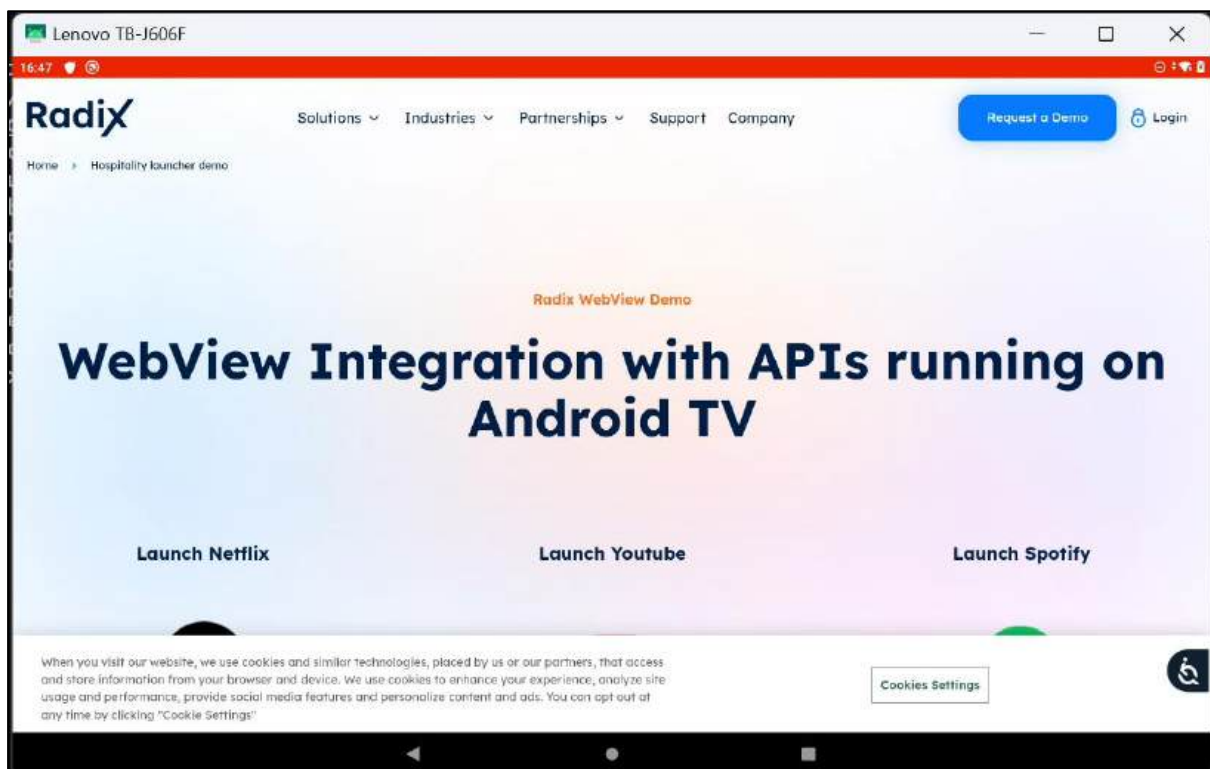 Lenovo TB-J606F
16:47
Radix
Solutions
Industries
Partnerships
Support
Company
Request a Demo
Login
Home
Hospitality launcher demo
Radix WebView Demo
WebView Integration with APIs running on
Android TV
Launch Netflix
Launch Youtube
Launch Spotify
When you visit our website, we use cookies and similar technologies, placed by us or our partners, that access
and store information from your browser and device. We use cookies to enhance your experience, analyze site
usage and performance, provide social media features and personalize content and ads. You can opt out at
any time by clicking "Cookie Settings"
Cookies Settings